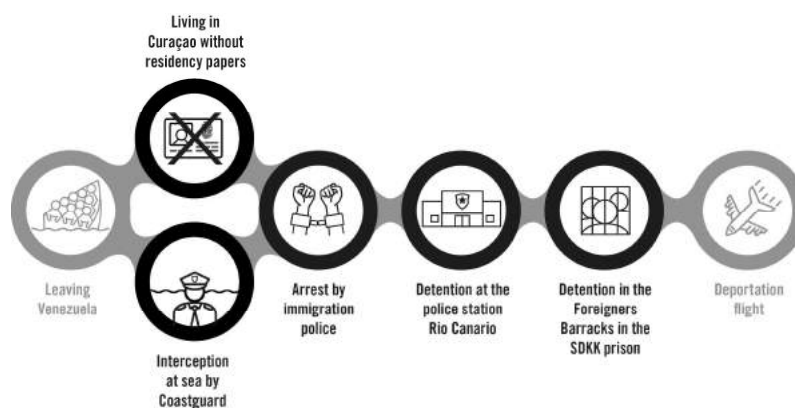 Living in
Curaçao without
residency papers
Leaving
Venezuela
Interception
at sea by
Coastguard
Arrest by
immigration
police
Detention at the
police station
Rio Canario
Detention in the
Foreigners
Barracks in the
SDKK prison
Deportation
flight